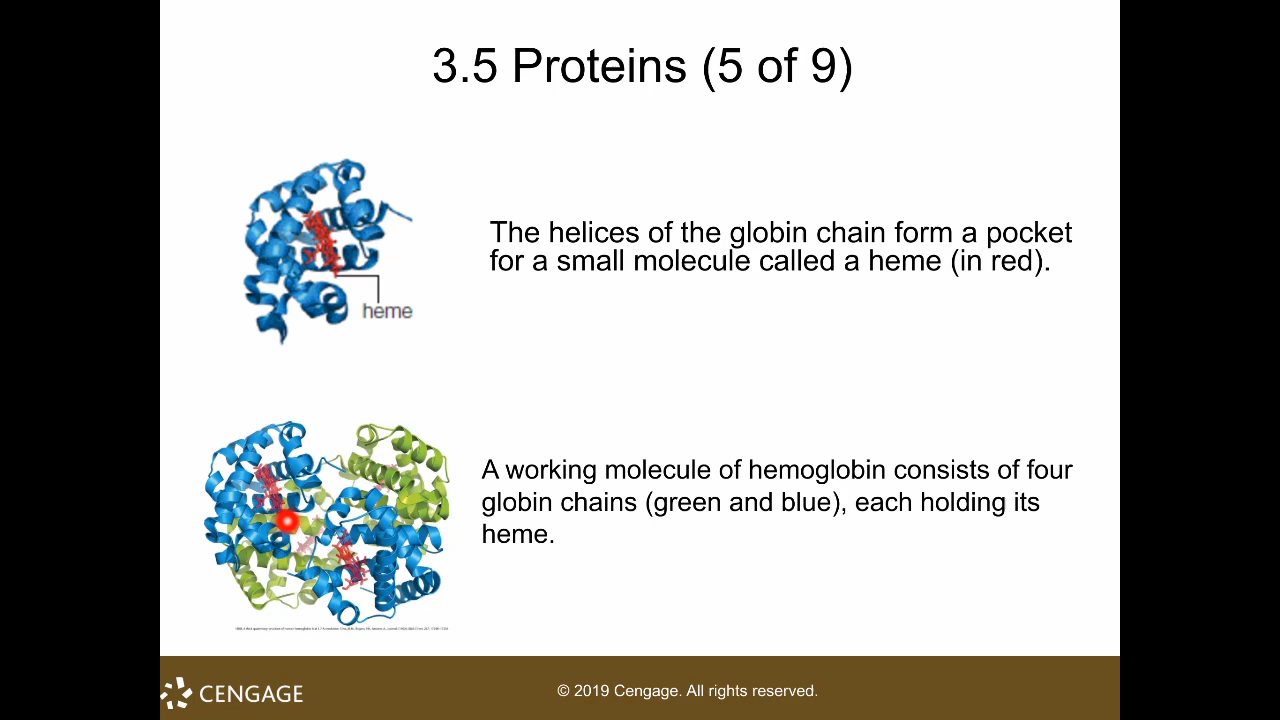 3.5 Proteins (5 of 9)
The helices of the globin chain form a pocket
for a small molecule called a heme (in red).
heme
A working molecule of hemoglobin consists of four
globin chains (green and blue), each holding its
heme.
CENGAGE
© 2019 Cengage. All rights reserved.